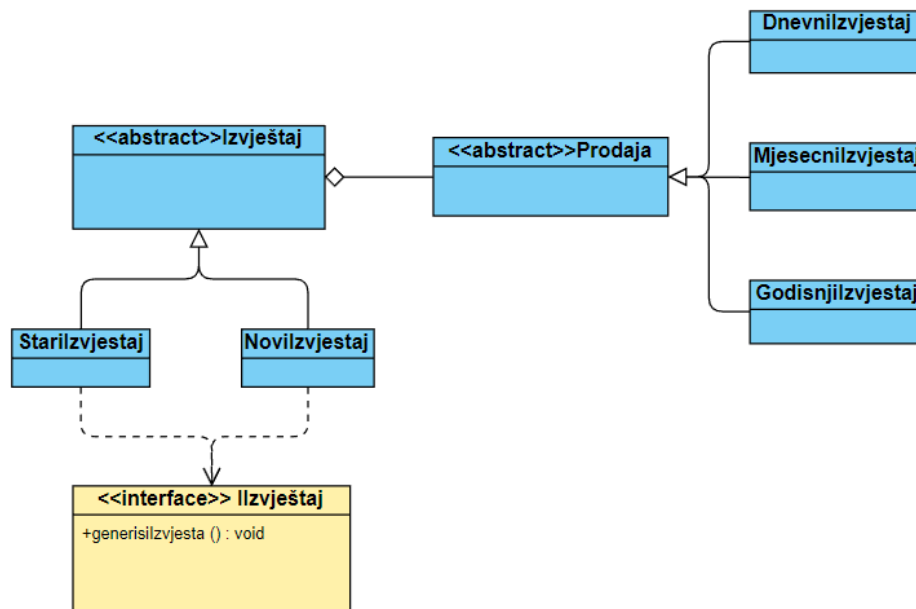 DnevniIzvjestaj
<<abstract>>Izvještaj
<<abstract>>Prodaja
MjesecniIzvjestaj
GodisnjiIzvjestaj
StariIzvjestaj
NoviIzvjestaj
<<interface>> IIzvještaj
+generisiIzvjesta () : void